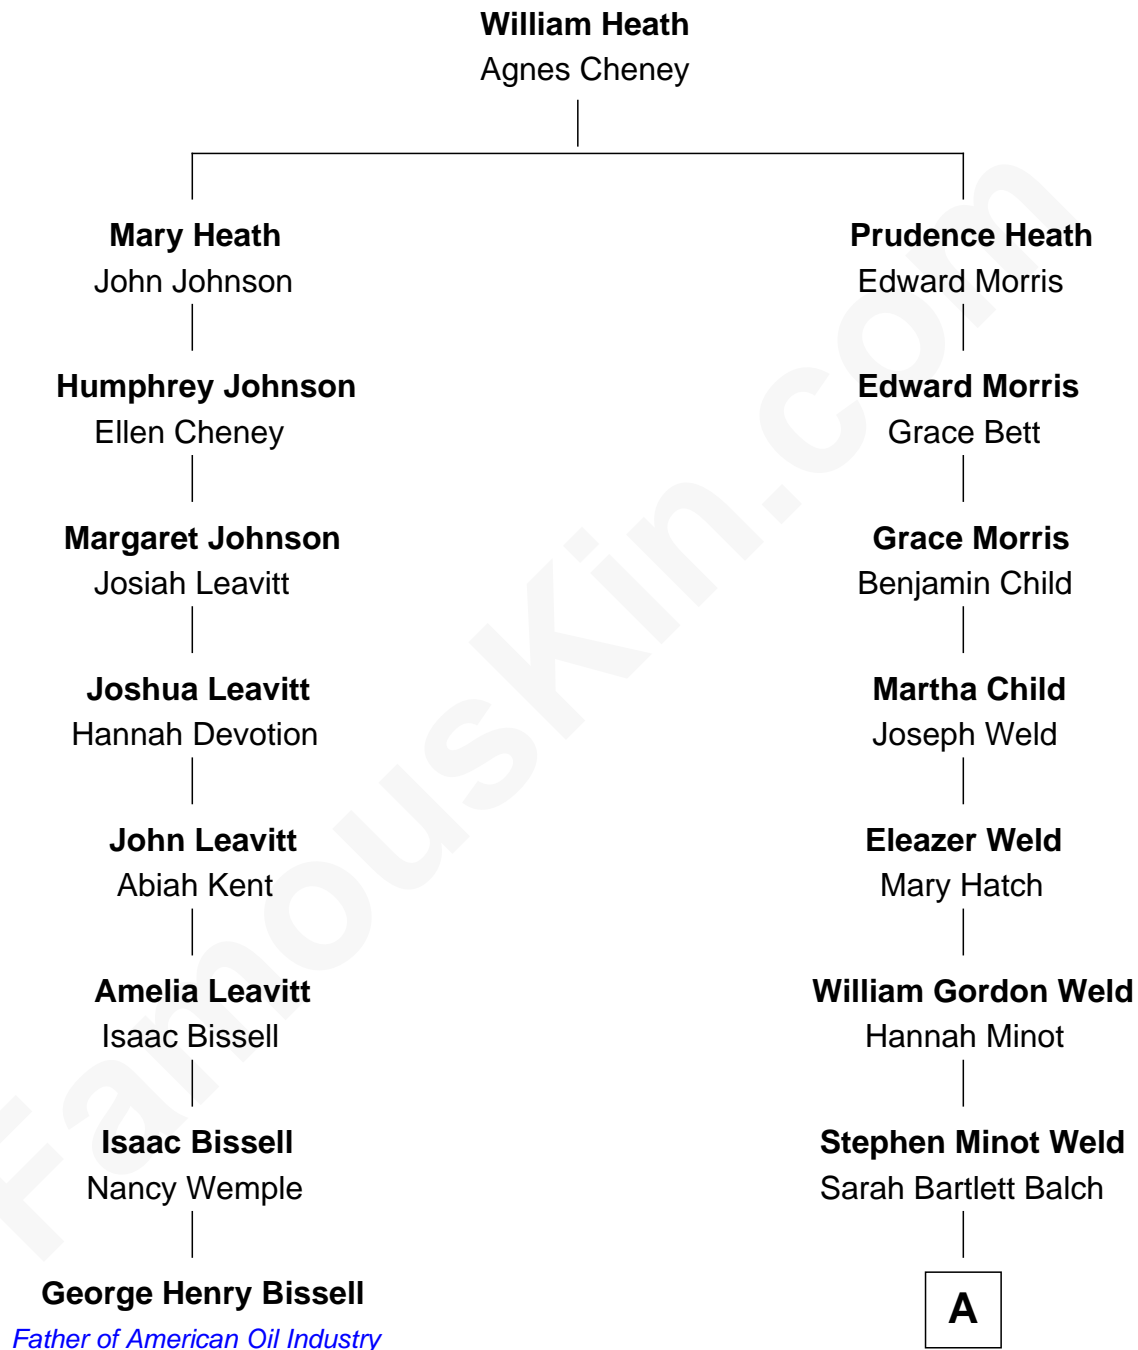 William Heath
Agnes Cheney
Mary Heath
John Johnson
Prudence Heath
Edward Morris
Humphrey Johnson
Ellen Cheney
Edward Morris
Grace Bett
Margaret Johnson
Josiah Leavitt
Grace Morris
Benjamin Child
Joshua Leavitt
Hannah Devotion
Martha Child
Joseph Weld
John Leavitt
Abiah Kent
Eleazer Weld
Mary Hatch
Amelia Leavitt
Isaac Bissell
William Gordon Weld
Hannah Minot
Isaac Bissell
Nancy Wemple
Stephen Minot Weld
Sarah Bartlett Balch
George Henry Bissell
Father of American Oil Industry
A
FamousKin.com